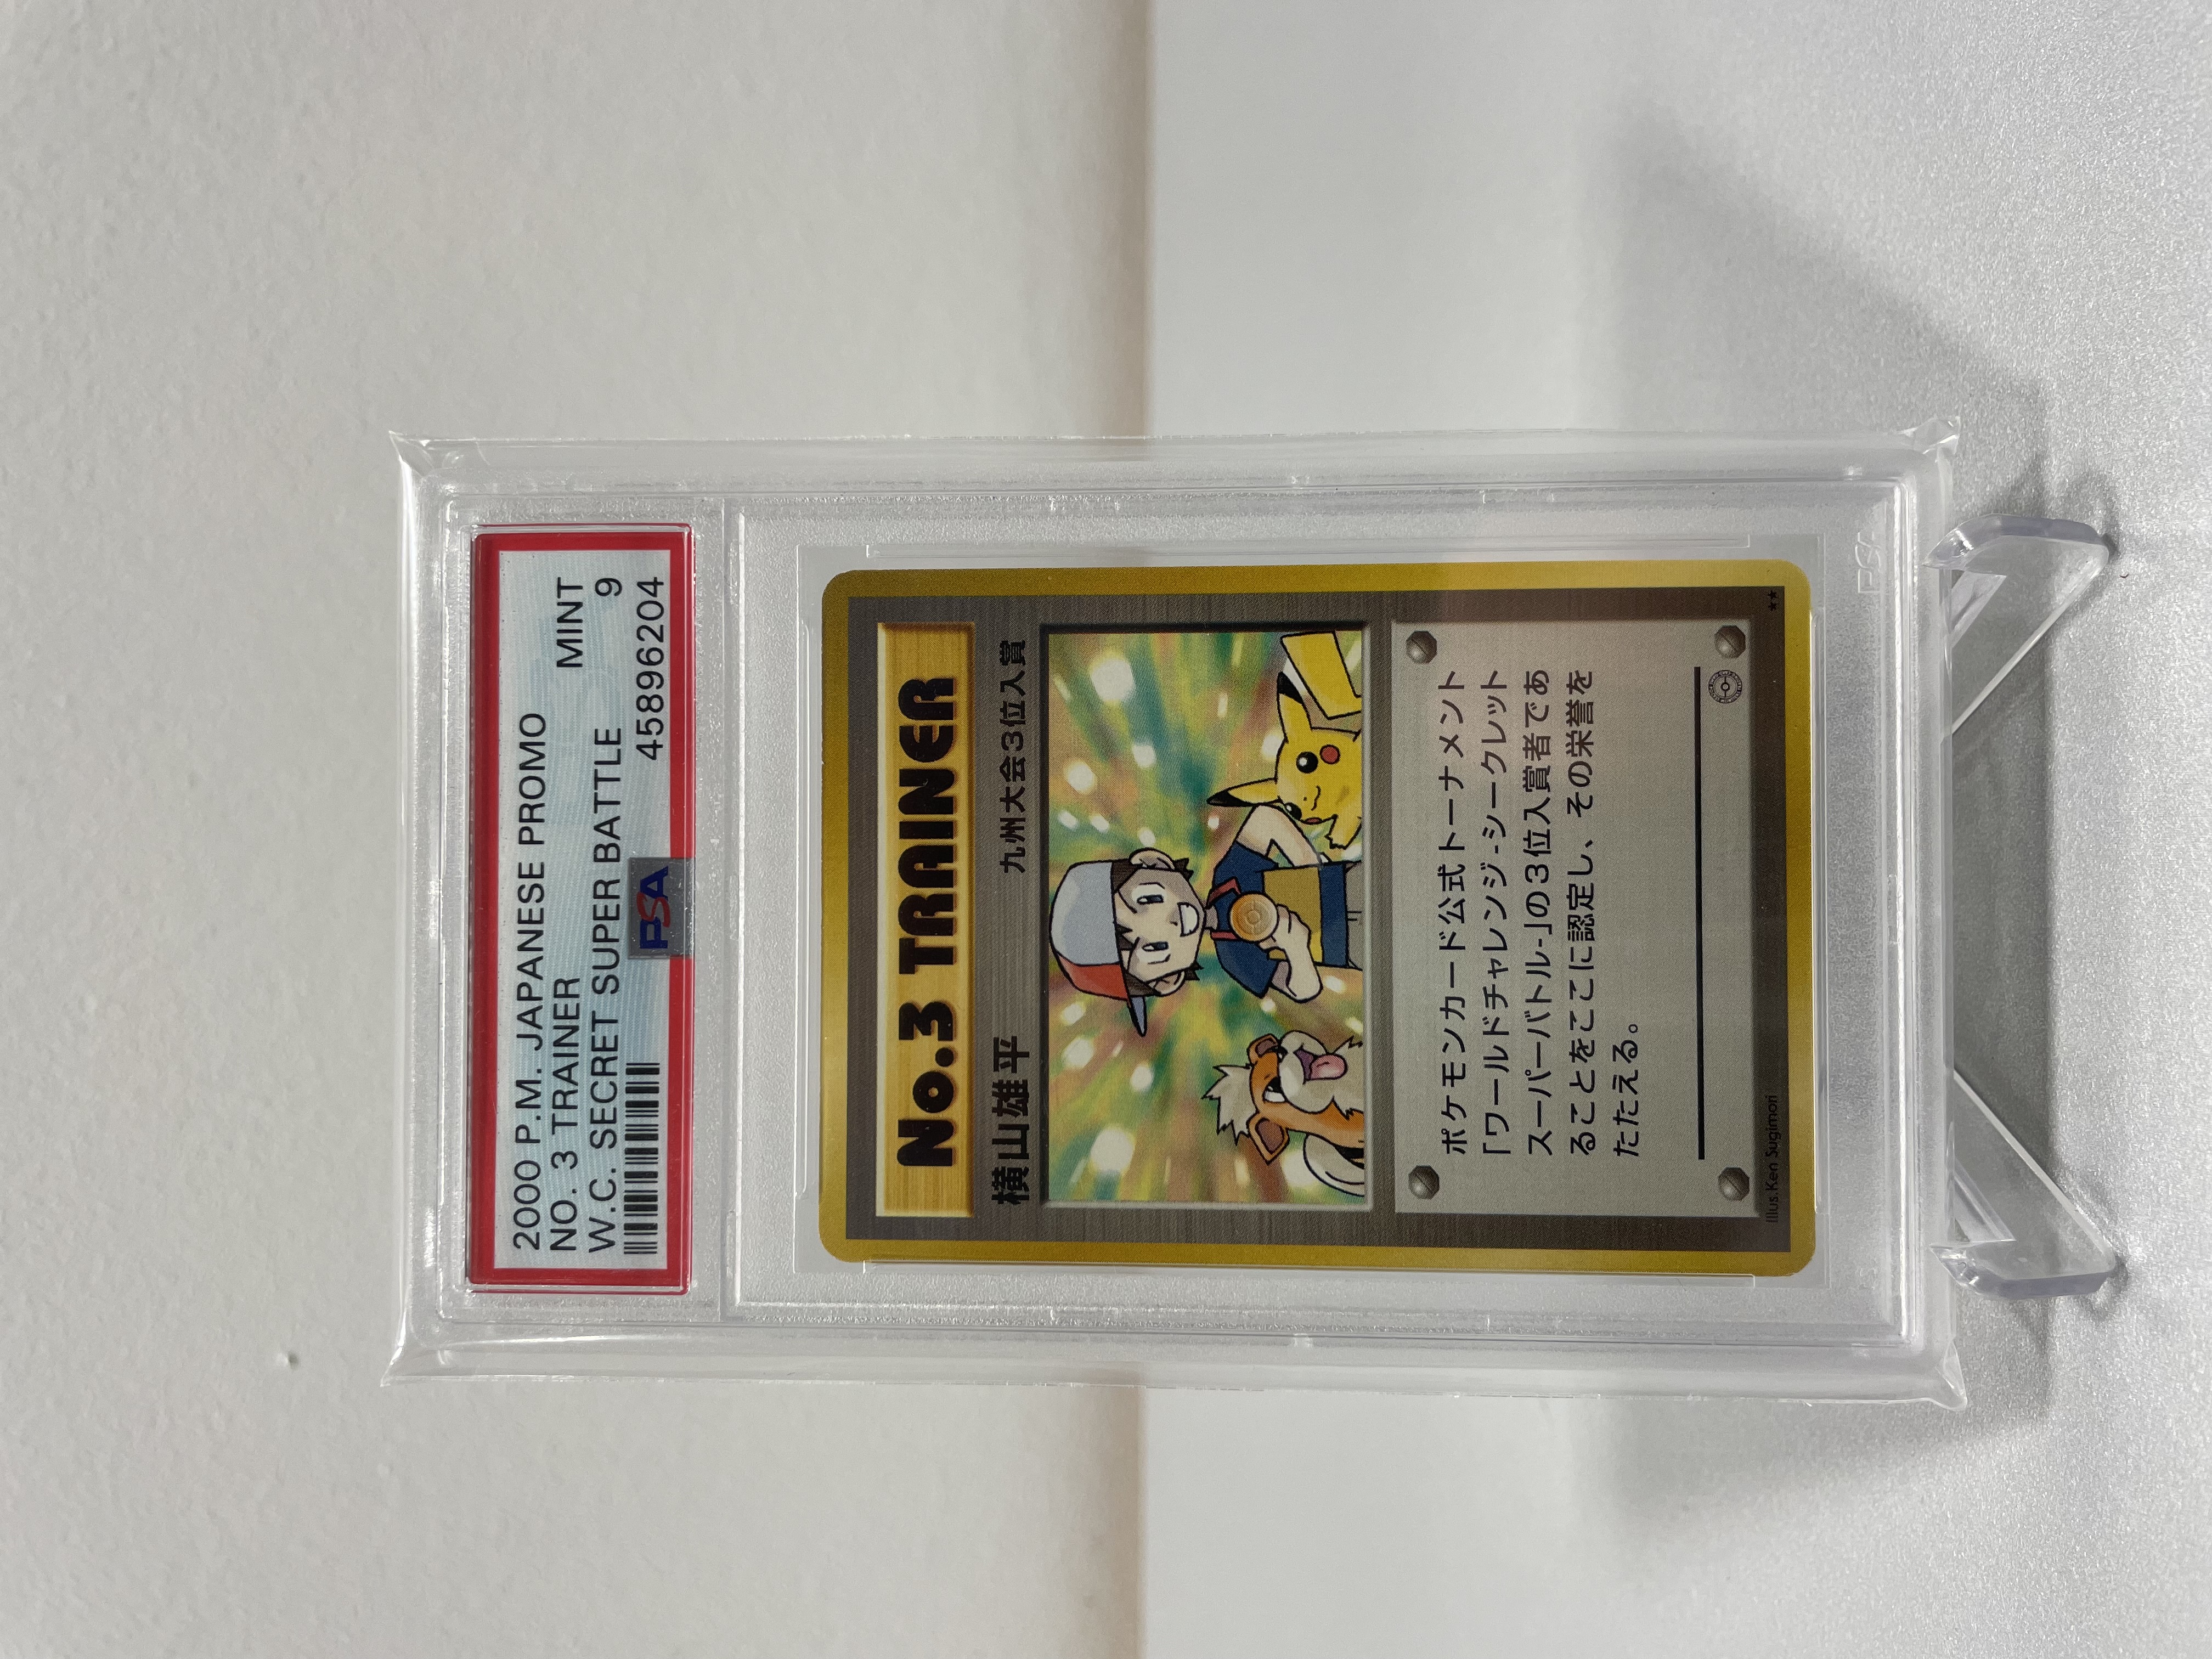 2000 P.M. JAPANESE PROMO
NO. 3 TRAINER MINT
W.C. SECRET SUPER BATTLE 9
45896204
PSA
No.3 TRAINER
横山雄平 九州大会3位入賞
ポケモンカード公式トーナメント
「ワールドチャレンジ-シークレット
スーパーバトル-」の3位入賞者であ
ることをここに認定し、その栄誉を
たたえる。
Illus. Ken Sugimori ★★
PSA